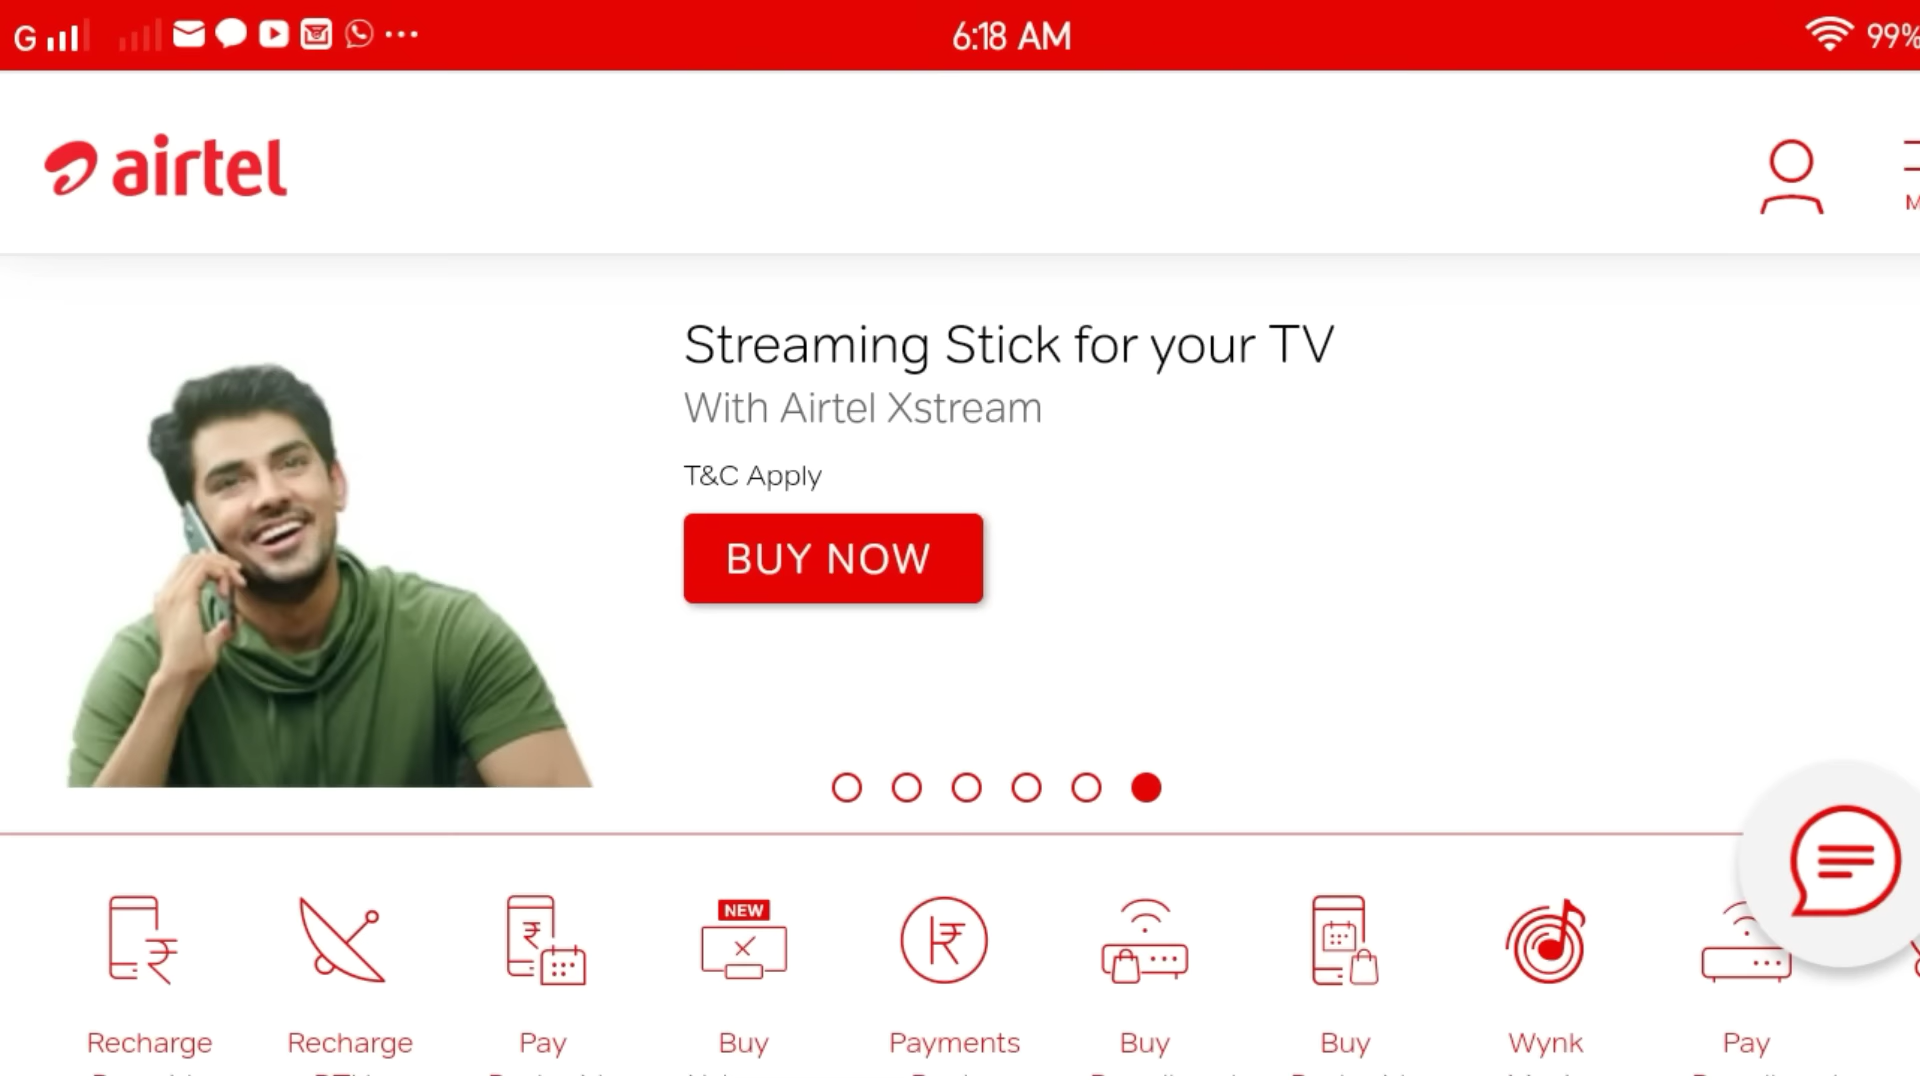 G 6:18 AM 99%
airtel
Streaming Stick for your TV
With Airtel Xstream
T&C Apply
BUY NOW
NEW
Recharge Recharge Pay Buy Payments Buy Buy Wynk Pay